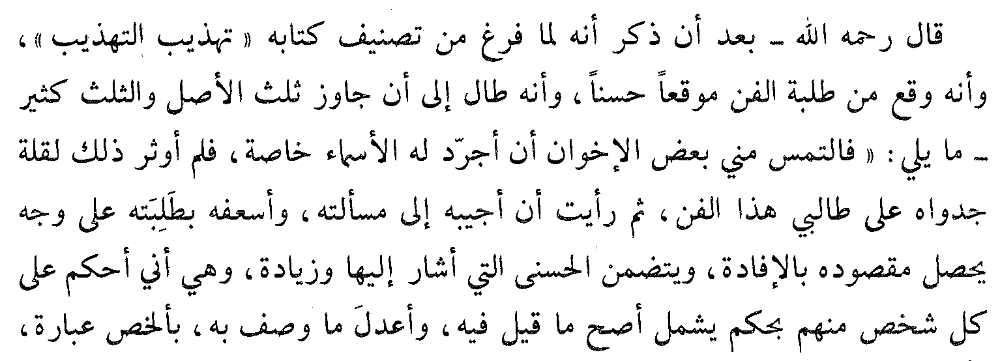 قال رحمه الله ــ بعد أن ذكر أنه لما فرغ من تصنيف كتابه « تهذيب التهذيب » ،
وأنه وقع من طلبة الفن موقعاً حسناً ، وأنه طال إلى أن جاوز ثلث الأصل والثلث كثير
ــ ما يلي : « فالتمس مني بعض الإخوان أن أجرّد له الأسماء خاصة ، فلم أوثر ذلك لقلة
جدواه على طالبي هذا الفن ، ثم رأيت أن أجيبه إلى مسألته ، وأسعفه بطَلِبَته على وجه
يحصل مقصوده بالإفادة ، ويتضمن الحسنى التي أشار إليها وزيادة ، وهي أني أحكم على
كل شخص منهم بحكم يشمل أصح ما قيل فيه ، وأعدلَ ما وصف به ، بألخص عبارة ،